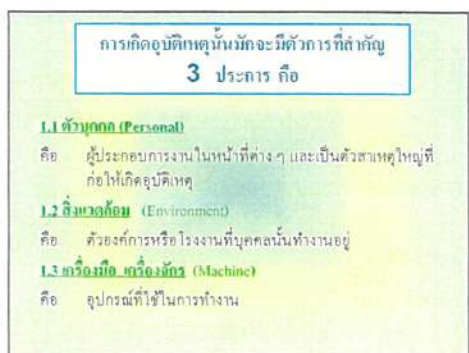 การเกิดอุบัติเหตุนั้นมักจะมีตัวการที่สำคัญ
3 ประการ คือ
1.1 ตัวบุคคล (Personal)
คือ ผู้ประกอบการงานในหน้าที่ต่าง ๆ และเป็นตัวสาเหตุใหญ่ที่
ก่อให้เกิดอุบัติเหตุ
1.2 สิ่งแวดล้อม (Environment)
คือ ตัวองค์การหรือโรงงานที่บุคคลนั้นทำงานอยู่
1.3 เครื่องมือ เครื่องจักร (Machine)
คือ อุปกรณ์ที่ใช้ในการทำงาน